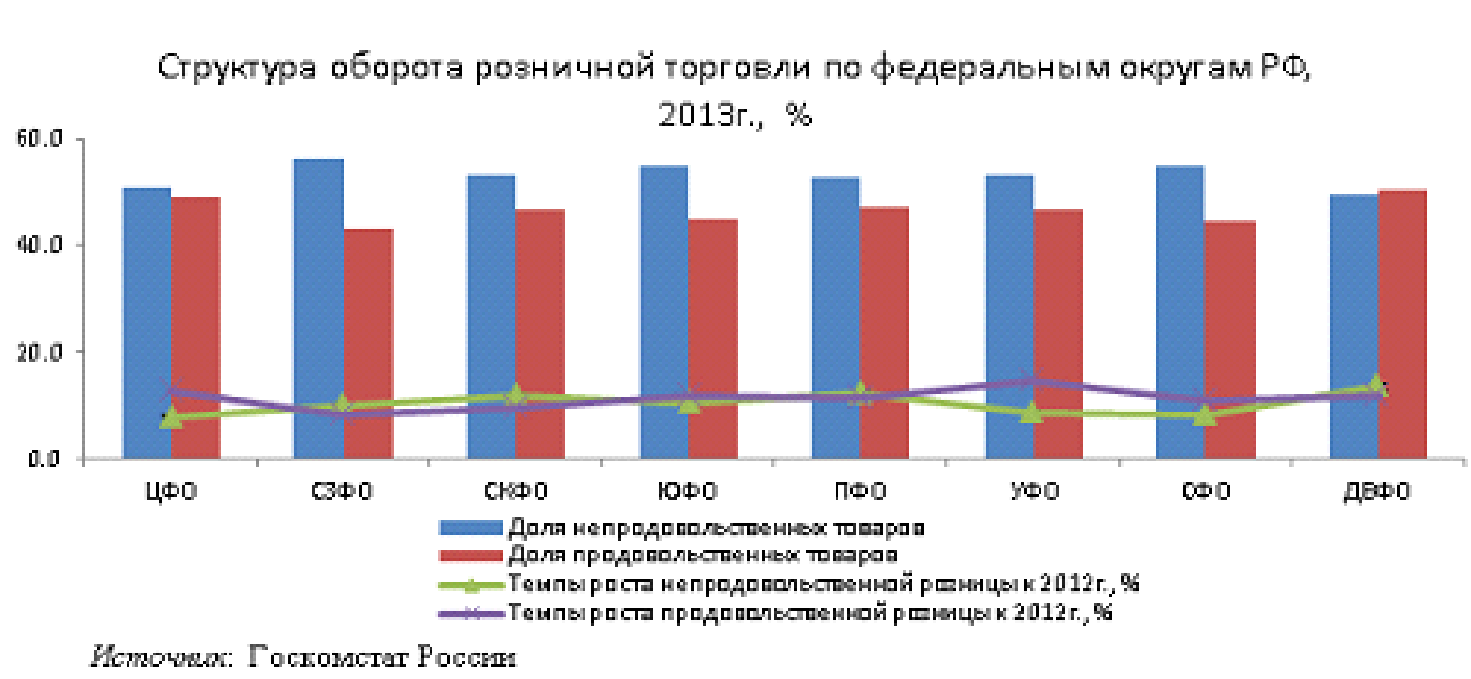 Структура оборота розничной торговли по федеральным округам РФ,
2013г., %
60.0
40.0
20.0
0.0
ЦФО СЗФО СКФО ЮФО ПФО УФО СФО ДВФО
Доля непродовольственных товаров
Доля продовольственных товаров
Темпы роста непродовольственной розницы к 2012г., %
Темпы роста продовольственной розницы к 2012г., %
Источник: Госкомстат России